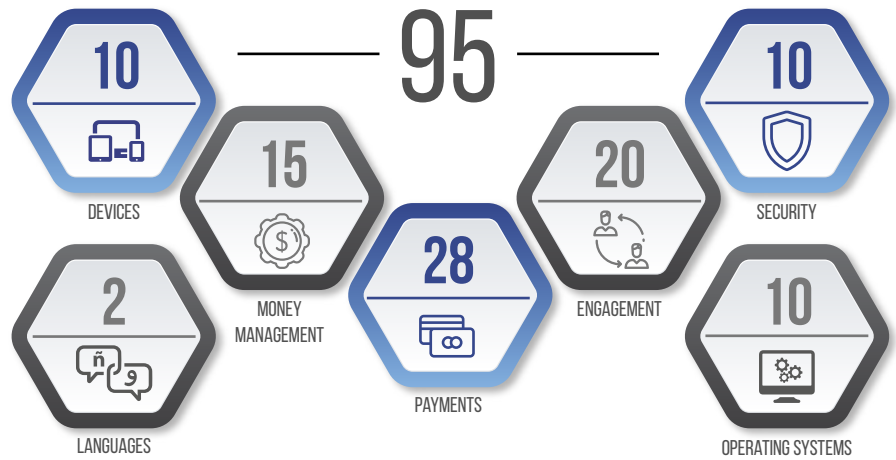 95
10
DEVICES
15
MONEY
MANAGEMENT
28
PAYMENTS
20
ENGAGEMENT
10
SECURITY
2
ñ
و
LANGUAGES
$
10
OPERATING SYSTEMS